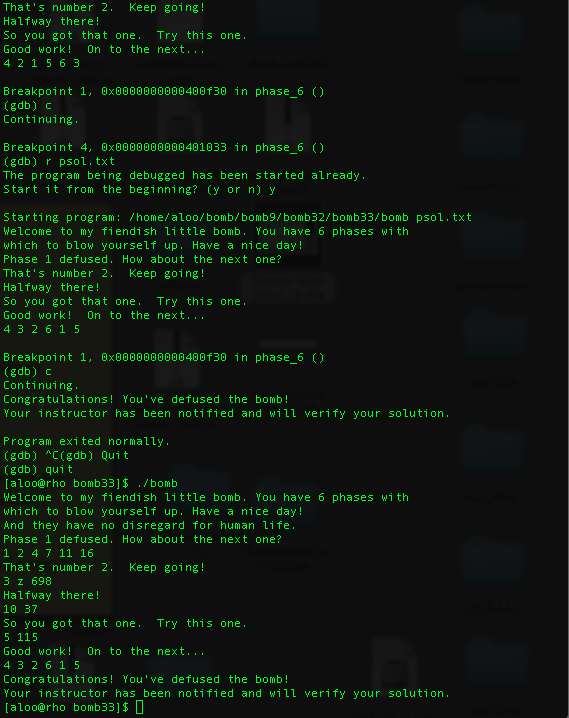 That's number 2.  Keep going!
Halfway there!
So you got that one.  Try this one.
Good work!  On to the next...
4 2 1 5 6 3
Breakpoint 1, 0x0000000000400f30 in phase_6 ()
(gdb) c
Continuing.
Breakpoint 4, 0x0000000000401033 in phase_6 ()
(gdb) r psol.txt
The program being debugged has been started already.
Start it from the beginning? (y or n) y
Starting program: /home/aloo/bomb/bomb9/bomb32/bomb33/bomb psol.txt
Welcome to my fiendish little bomb. You have 6 phases with
which to blow yourself up. Have a nice day!
Phase 1 defused. How about the next one?
That's number 2.  Keep going!
Halfway there!
So you got that one.  Try this one.
Good work!  On to the next...
4 3 2 6 1 5
Breakpoint 1, 0x0000000000400f30 in phase_6 ()
(gdb) c
Continuing.
Congratulations! You've defused the bomb!
Your instructor has been notified and will verify your solution.
Program exited normally.
(gdb) ^C(gdb) Quit
(gdb) quit
[aloo@rho bomb33]$ ./bomb
Welcome to my fiendish little bomb. You have 6 phases with
which to blow yourself up. Have a nice day!
And they have no disregard for human life.
Phase 1 defused. How about the next one?
1 2 4 7 11 16
That's number 2.  Keep going!
3 z 698
Halfway there!
10 37
So you got that one.  Try this one.
5 115
Good work!  On to the next...
4 3 2 6 1 5
Congratulations! You've defused the bomb!
Your instructor has been notified and will verify your solution.
[aloo@rho bomb33]$